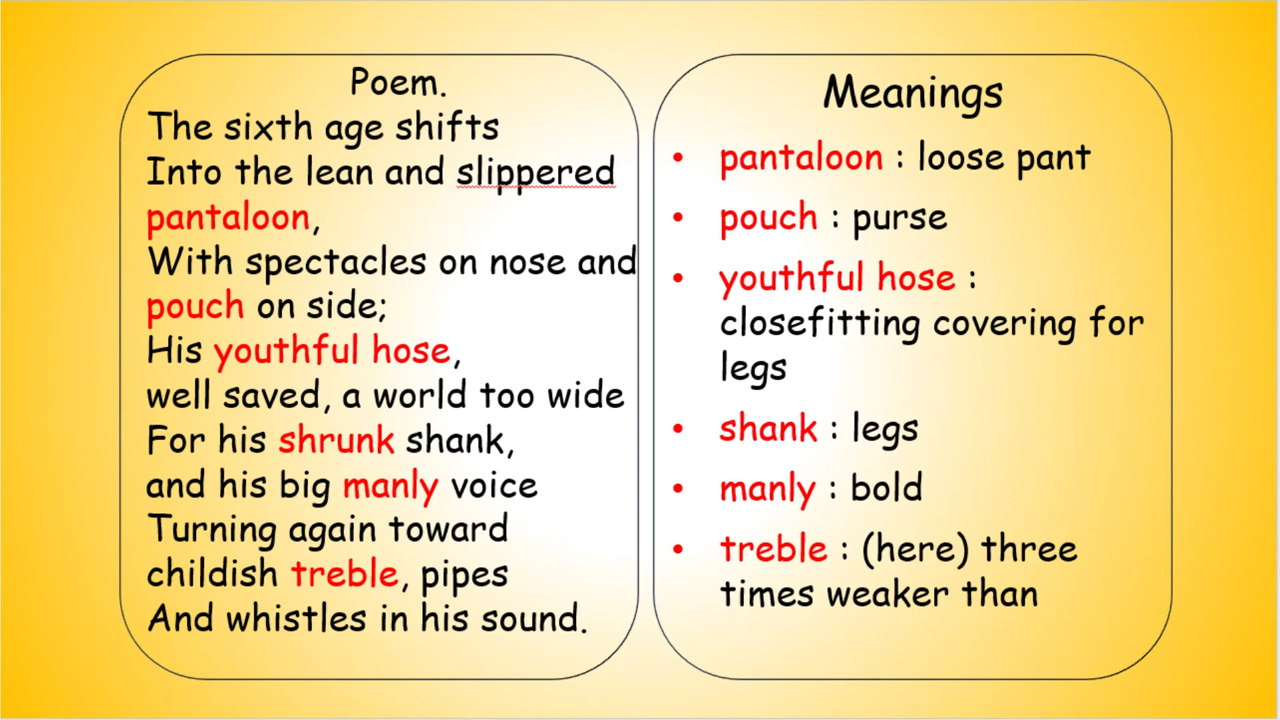 Poem.
The sixth age shifts
Into the lean and slippered
pantaloon,
With spectacles on nose and
pouch on side;
His youthful hose,
well saved, a world too wide
For his shrunk shank,
and his big manly voice
Turning again toward
childish treble, pipes
And whistles in his sound.
Meanings
• pantaloon : loose pant
• pouch : purse
• youthful hose :
closefitting covering for
legs
• shank : legs
• manly : bold
• treble : (here) three
times weaker than